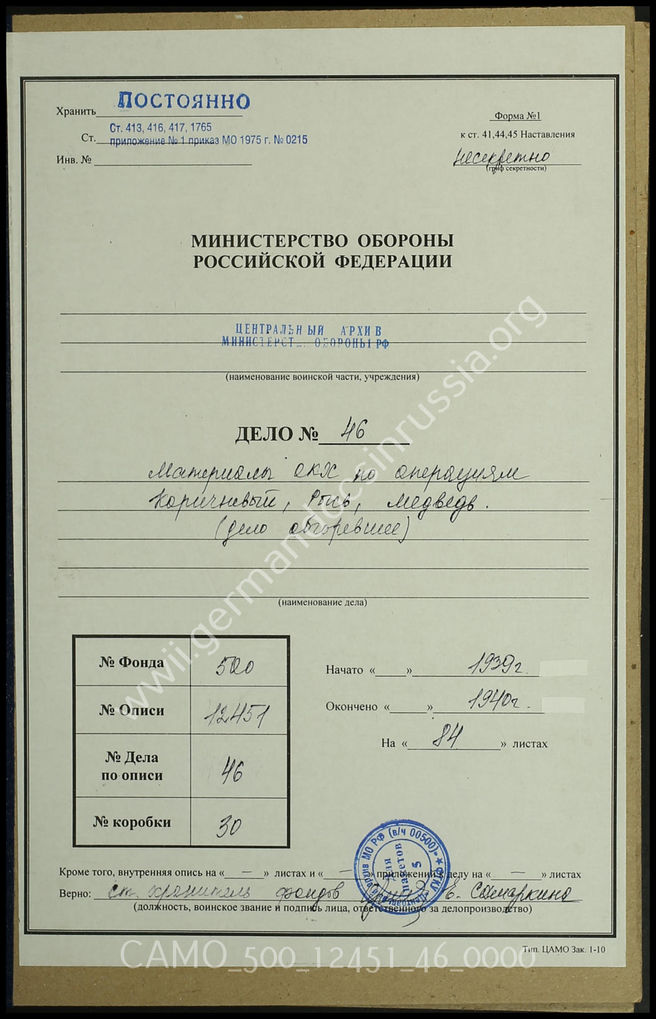 Хранить ПОСТОЯННО
Ст. 413, 416, 417, 1765
Ст. приложение № 1 приказ МО 1975 г. № 0215
Инв. №
Форма №1
к ст. 41,44,45 Наставления
несекретно
(гриф секретности)
МИНИСТЕРСТВО ОБОРОНЫ
РОССИЙСКОЙ ФЕДЕРАЦИИ
ЦЕНТРАЛЬНЫЙ АРХИВ
МИНИСТЕРСТ ОБОРОНЫ РФ
(наименование воинской части, учреждения)
ДЕЛО № 46
Материалы ОКХ по операциям
Коричневый, Рысь, Медведь.
(дело обгоревшее)
(наименование дела)
№ Фонда 500
№ Описи 12451
№ Дела
по описи 46
№ коробки 30
Начато « » 1939г.
Окончено « » 1940г.
На « 84 » листах
Кроме того, внутренняя опись на « — » листах и « — » приложений к делу на « — » листах
Верно: ст. хранитель фондов Е. Самаркина
(должность, воинское звание и подпись лица, ответственного за делопроизводство)
Тип. ЦАМО Зак. 1-10
www.germandocsinrussia.org
CAMO_500_12451_46_0000